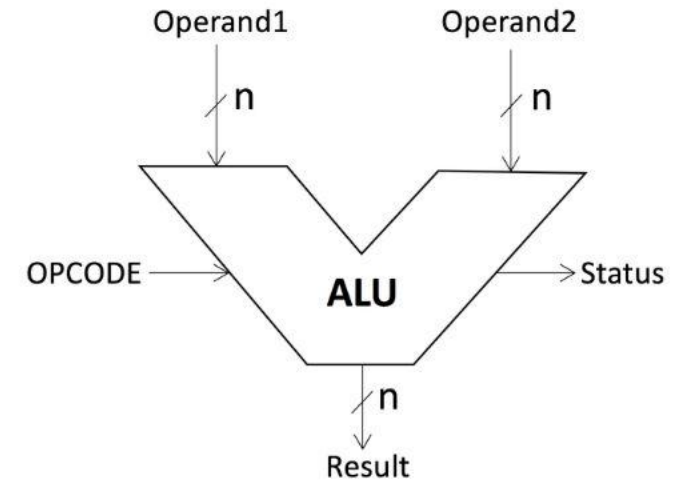 Operand1
Operand2
n
n
OPCODE
ALU
Status
n
Result